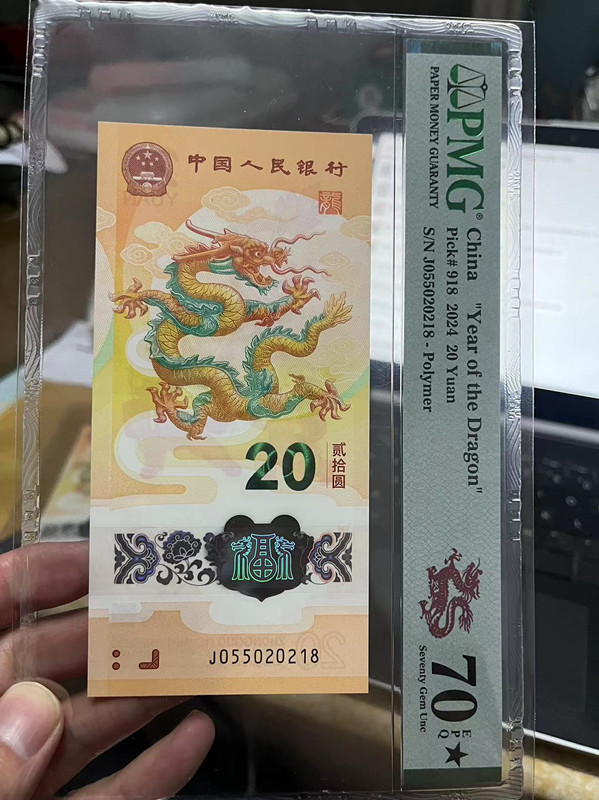 中国人民银行
龍
20
贰拾圆
福
J055020218
PMG®
PAPER MONEY GUARANTY
China "Year of the Dragon"
Pick# 918 2024 20 Yuan
S/N J055020218 - Polymer
70 EPQ ★
Seventy Gem Unc